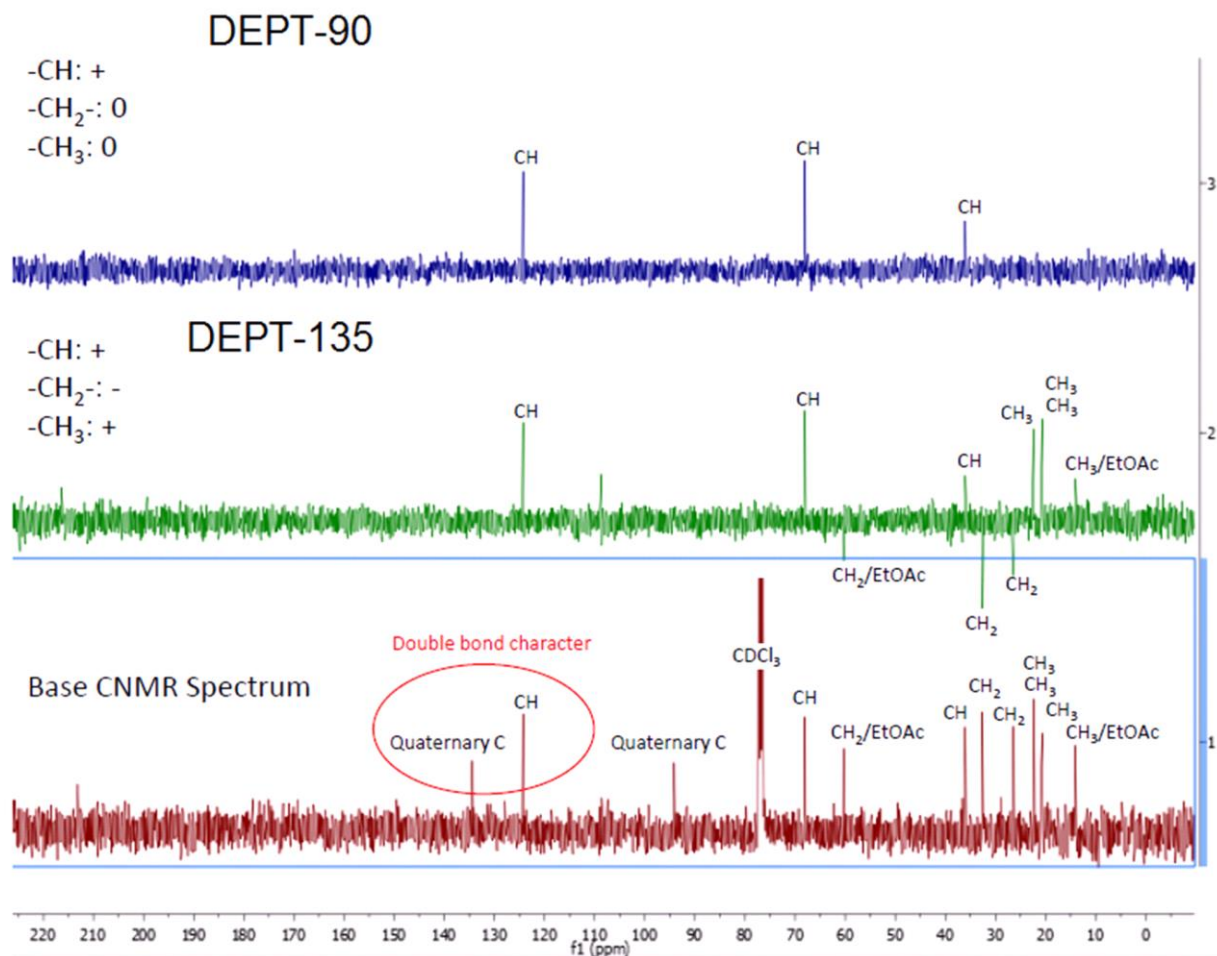 DEPT-90
-CH: +
-CH₂-: 0
-CH₃: 0
CH
CH
CH
3
DEPT-135
-CH: +
-CH₂-: -
-CH₃: +
CH
CH
CH
CH₃
CH₃
CH₃
CH₃/EtOAc
2
CH₂/EtOAc
CH₂
CH₂
Double bond character
Base CNMR Spectrum
Quaternary C
CH
Quaternary C
CDCl₃
CH
CH₂/EtOAc
CH
CH₂
CH₂
CH₃
CH₃
CH₃
CH₃/EtOAc
1
220 210 200 190 180 170 160 150 140 130 120 110 100 90 80 70 60 50 40 30 20 10 0
f1 (ppm)